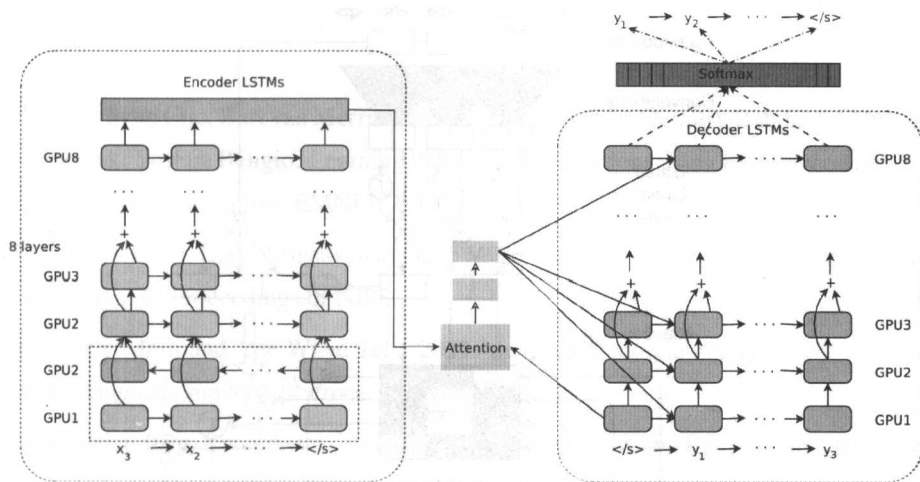 y1 y2 ... </s>
Softmax
Encoder LSTMs
Decoder LSTMs
GPU8
GPU8
... ... ...
... ... ...
+ + +
8 layers
+ + +
GPU3 ...
GPU3 ...
GPU2 ...
GPU2 ...
GPU2 ...
Attention
GPU1 ...
GPU1 ...
x3 x2 ... </s>
</s> y1 ... y3